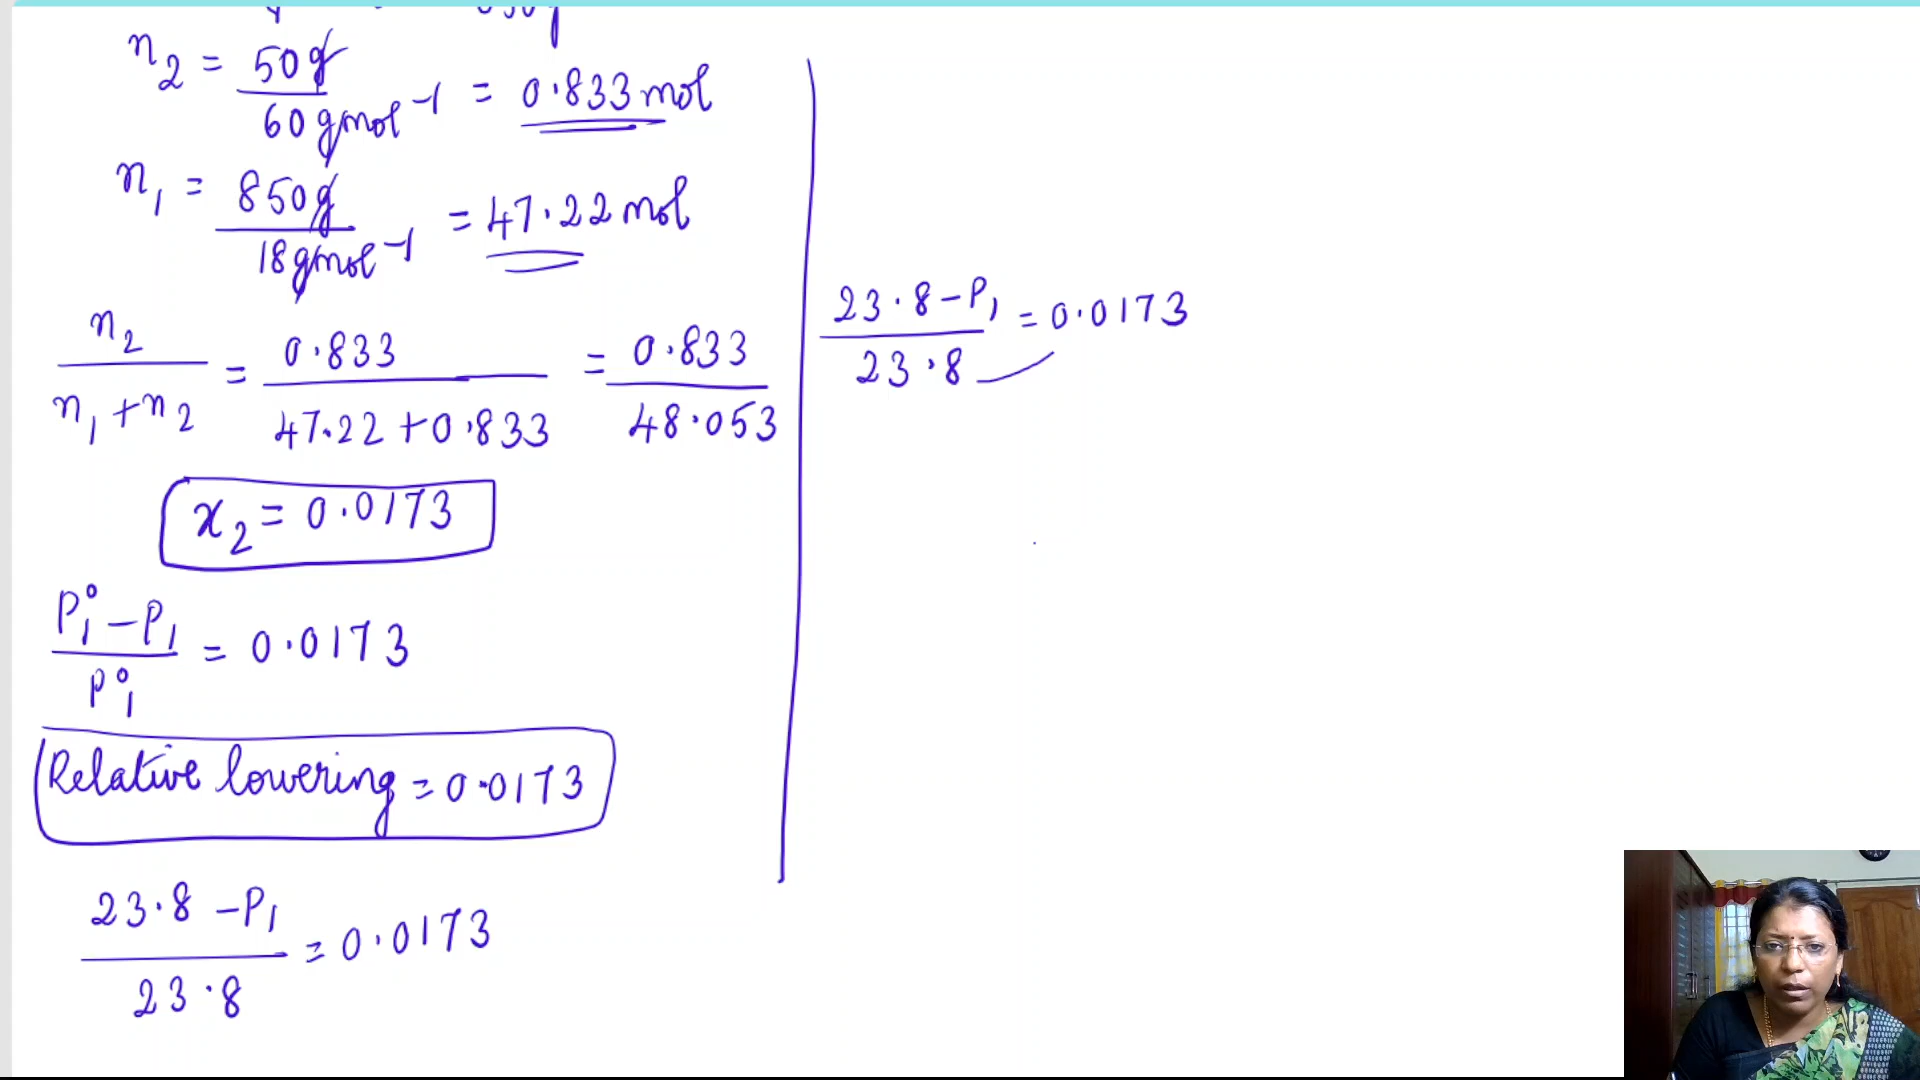 n₂ = 50g / 60 g mol⁻¹ = 0.833 mol
n₁ = 850g / 18 g mol⁻¹ = 47.22 mol
n₂ / n₁ + n₂ = 0.833 / 47.22 + 0.833 = 0.833 / 48.053
x₂ = 0.0173
P₁° - P₁ / P₁° = 0.0173
Relative lowering = 0.0173
23.8 - P₁ / 23.8 = 0.0173
23.8 - P₁ / 23.8 = 0.0173